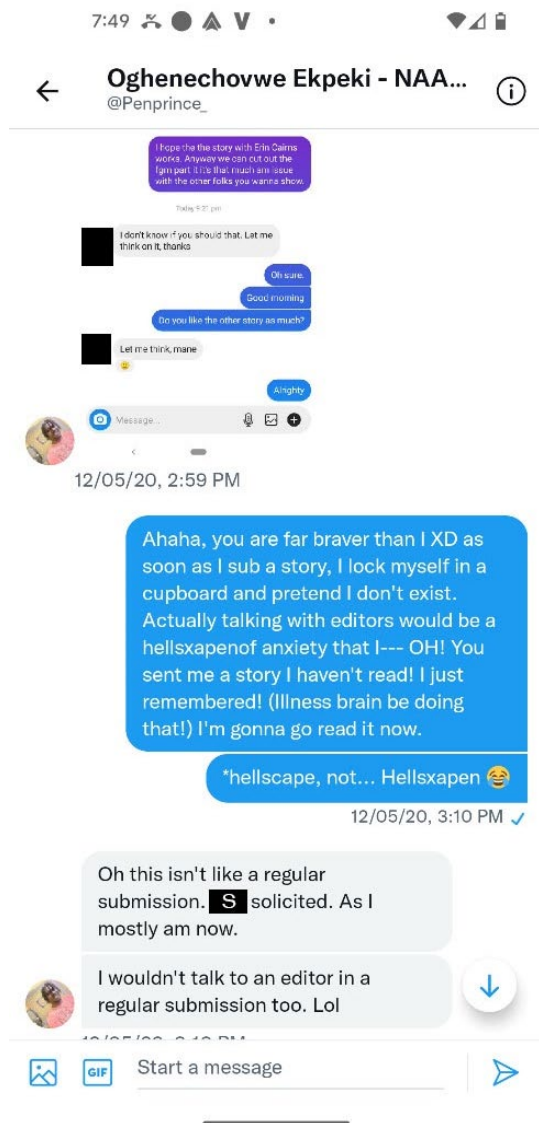 7:49
Oghenechovwe Ekpeki - NAA...
@Penprince_
I hope the the story with Erin Cairns
works. Anyway we can cut out the
fgm part it it's that much am issue
with the other folks you wanna show.
Today 9:21 pm
I don't know if you should that. Let me
think on it, thanks
Oh sure.
Good morning
Do you like the other story as much?
Let me think, mane
Alrighty
Message...
12/05/20, 2:59 PM
Ahaha, you are far braver than I XD as
soon as I sub a story, I lock myself in a
cupboard and pretend I don't exist.
Actually talking with editors would be a
hellsxapenof anxiety that I--- OH! You
sent me a story I haven't read! I just
remembered! (Illness brain be doing
that!) I'm gonna go read it now.
*hellscape, not... Hellsxapen 😂
12/05/20, 3:10 PM
Oh this isn't like a regular
submission. S solicited. As I
mostly am now.
I wouldn't talk to an editor in a
regular submission too. Lol
GIF
Start a message